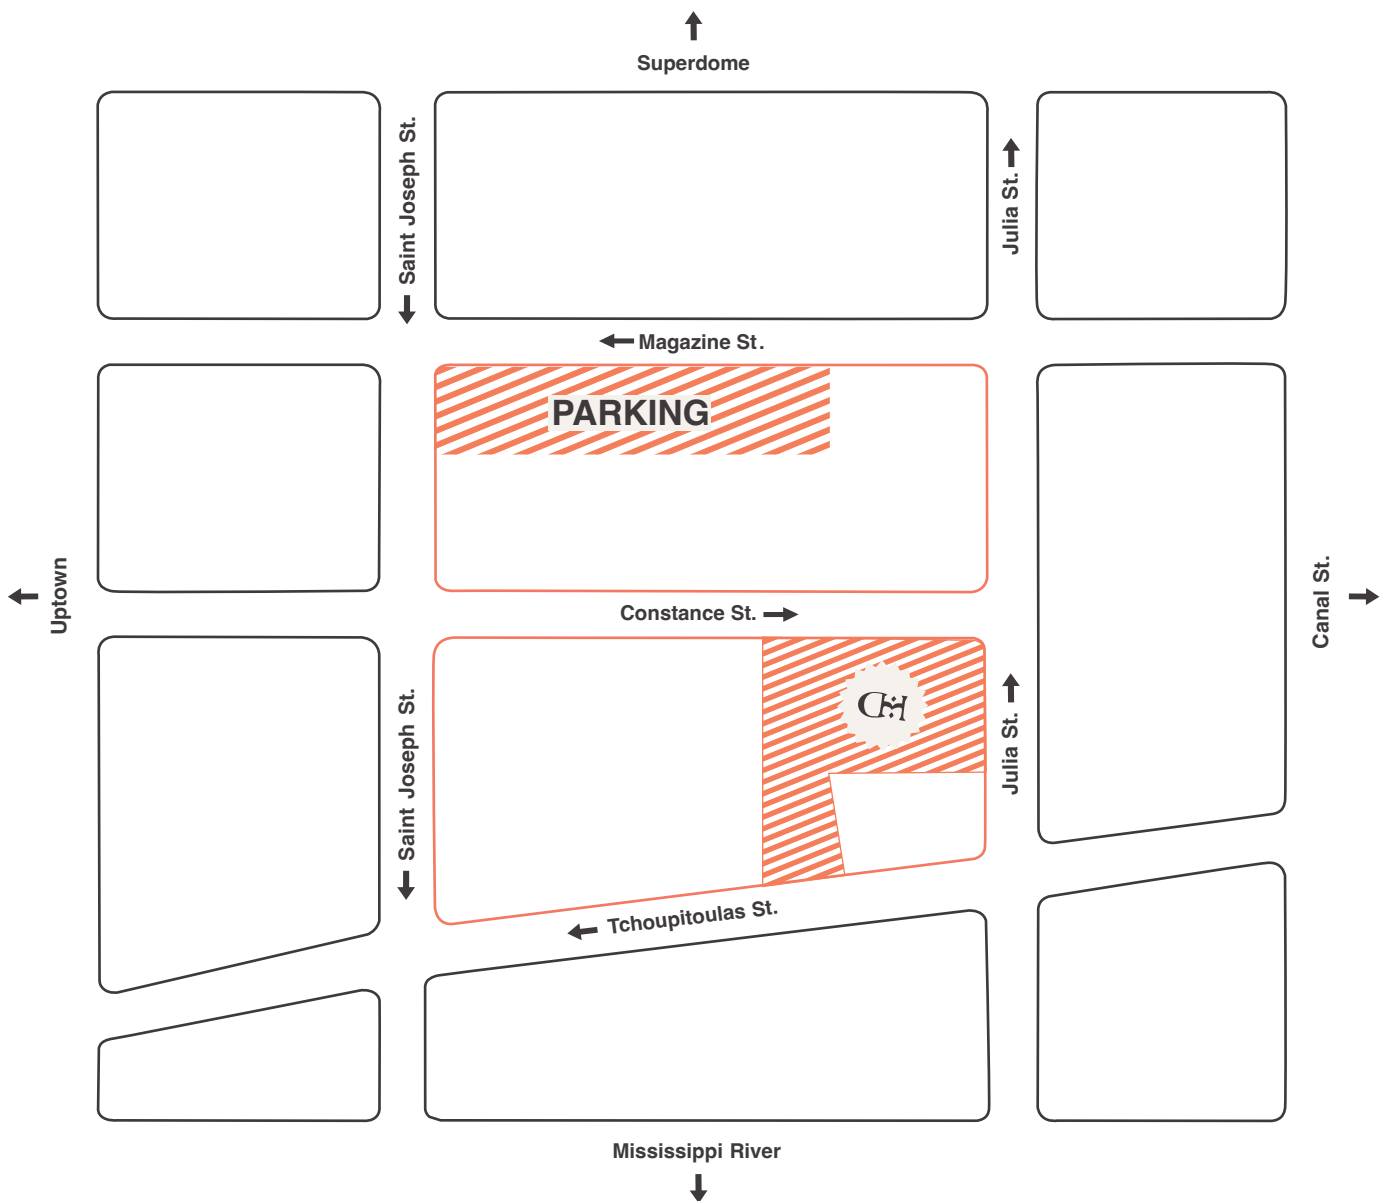 Superdome
Saint Joseph St.
Julia St.
Magazine St.
PARKING
Uptown
Constance St.
Canal St.
CH
Saint Joseph St.
Julia St.
Tchoupitoulas St.
Mississippi River